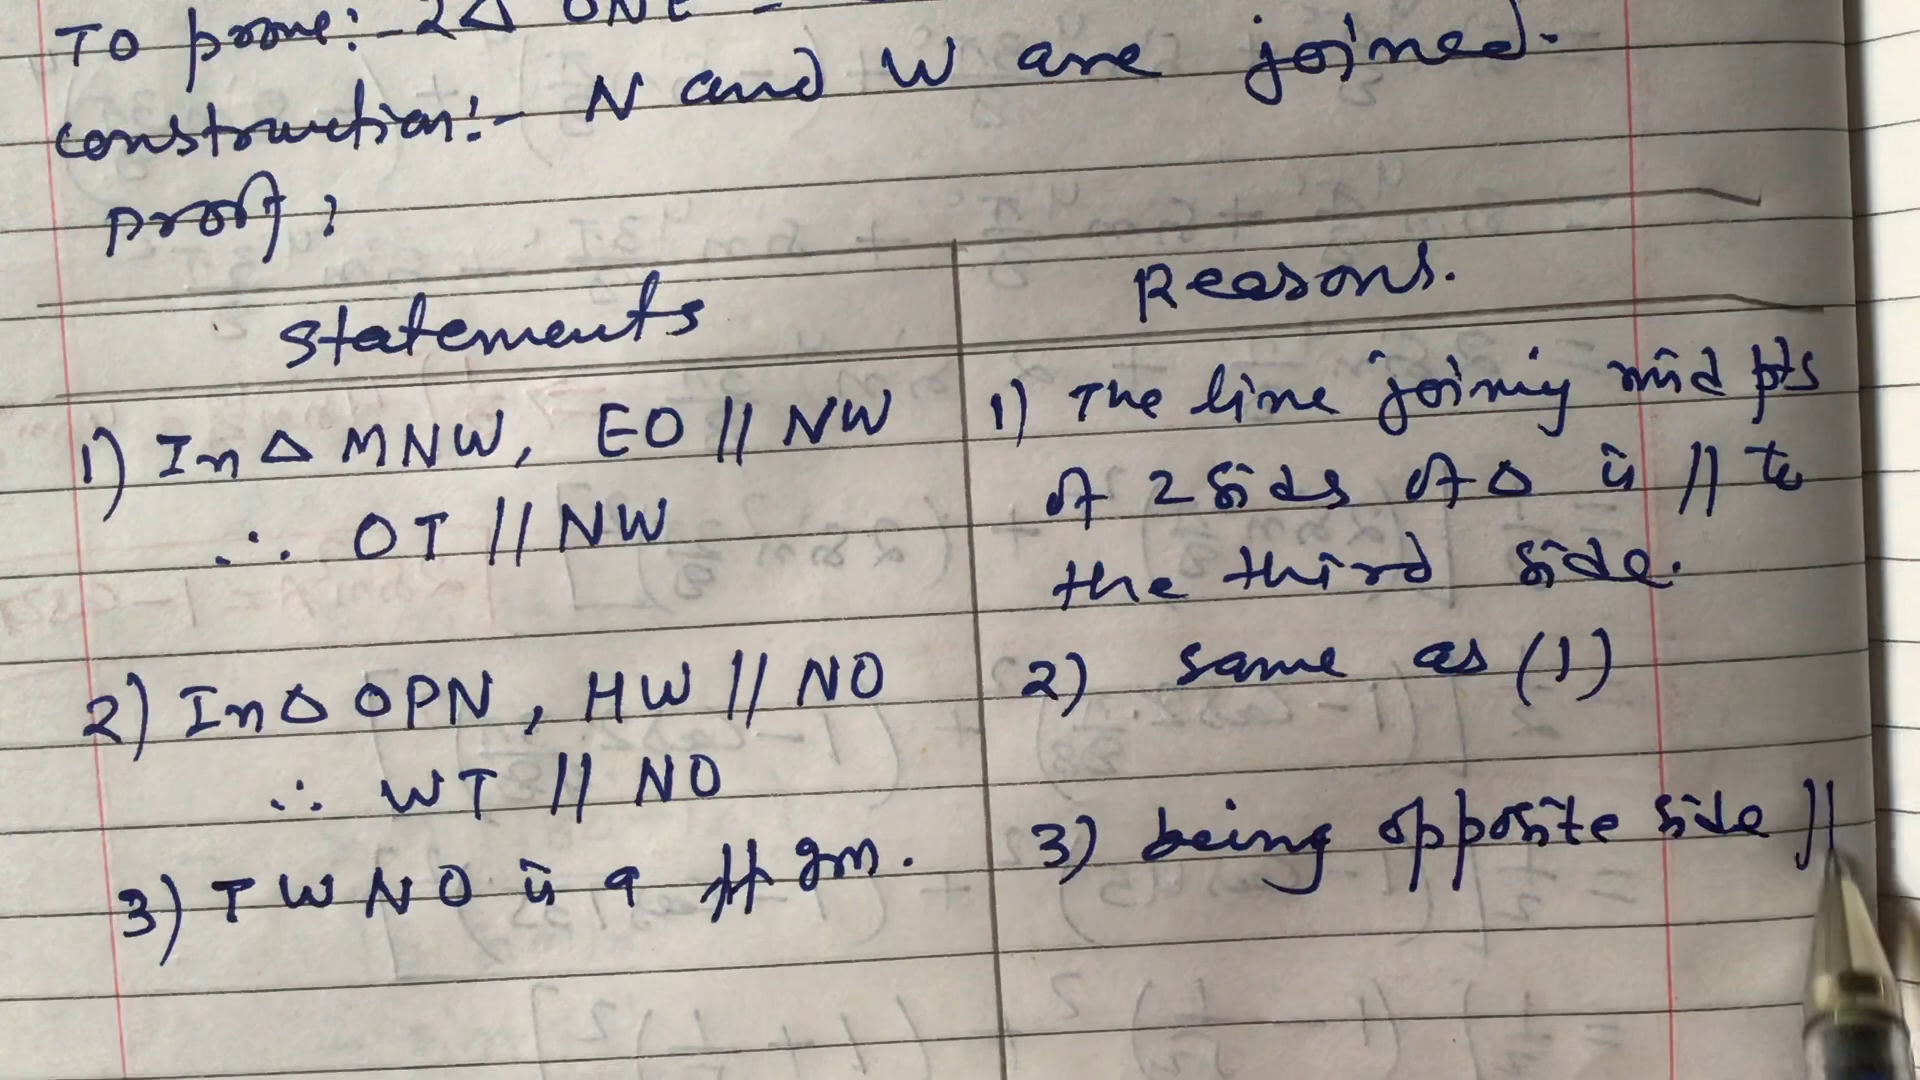 To prove:- 2△ ONE -
construction:- N and W are joined.
proof:
statements
Reasons.
1) In △ MNW, EO // NW
∴ OT // NW
1) The line joining mid pts
of 2 sides of △ is // to
the third side.
2) In △ OPN, HW // NO
∴ WT // NO
2) same as (1)
3) TWNO is a // gm.
3) being opposite side //